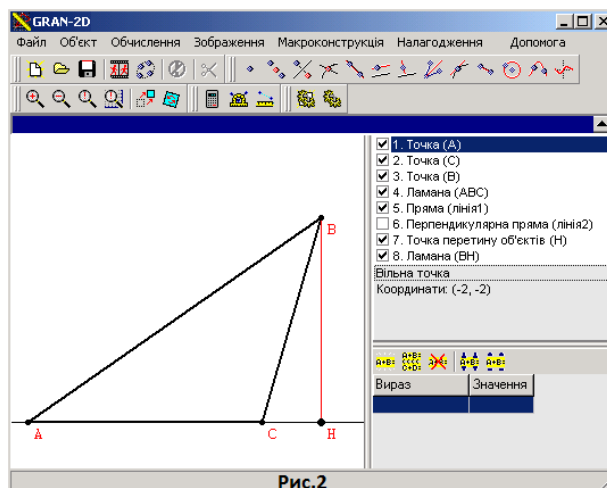 GRAN-2D
Файл Об'єкт Обчислення Зображення Макроконструкція Налагодження Допомога
1. Точка (A)
2. Точка (C)
3. Точка (B)
4. Ламана (ABC)
5. Пряма (лінія1)
6. Перпендикулярна пряма (лінія2)
7. Точка перетину об'єктів (H)
8. Ламана (BH)
Вільна точка
Координати: (-2, -2)
B
A+B=
Вираз Значення
A C H
Рис.2